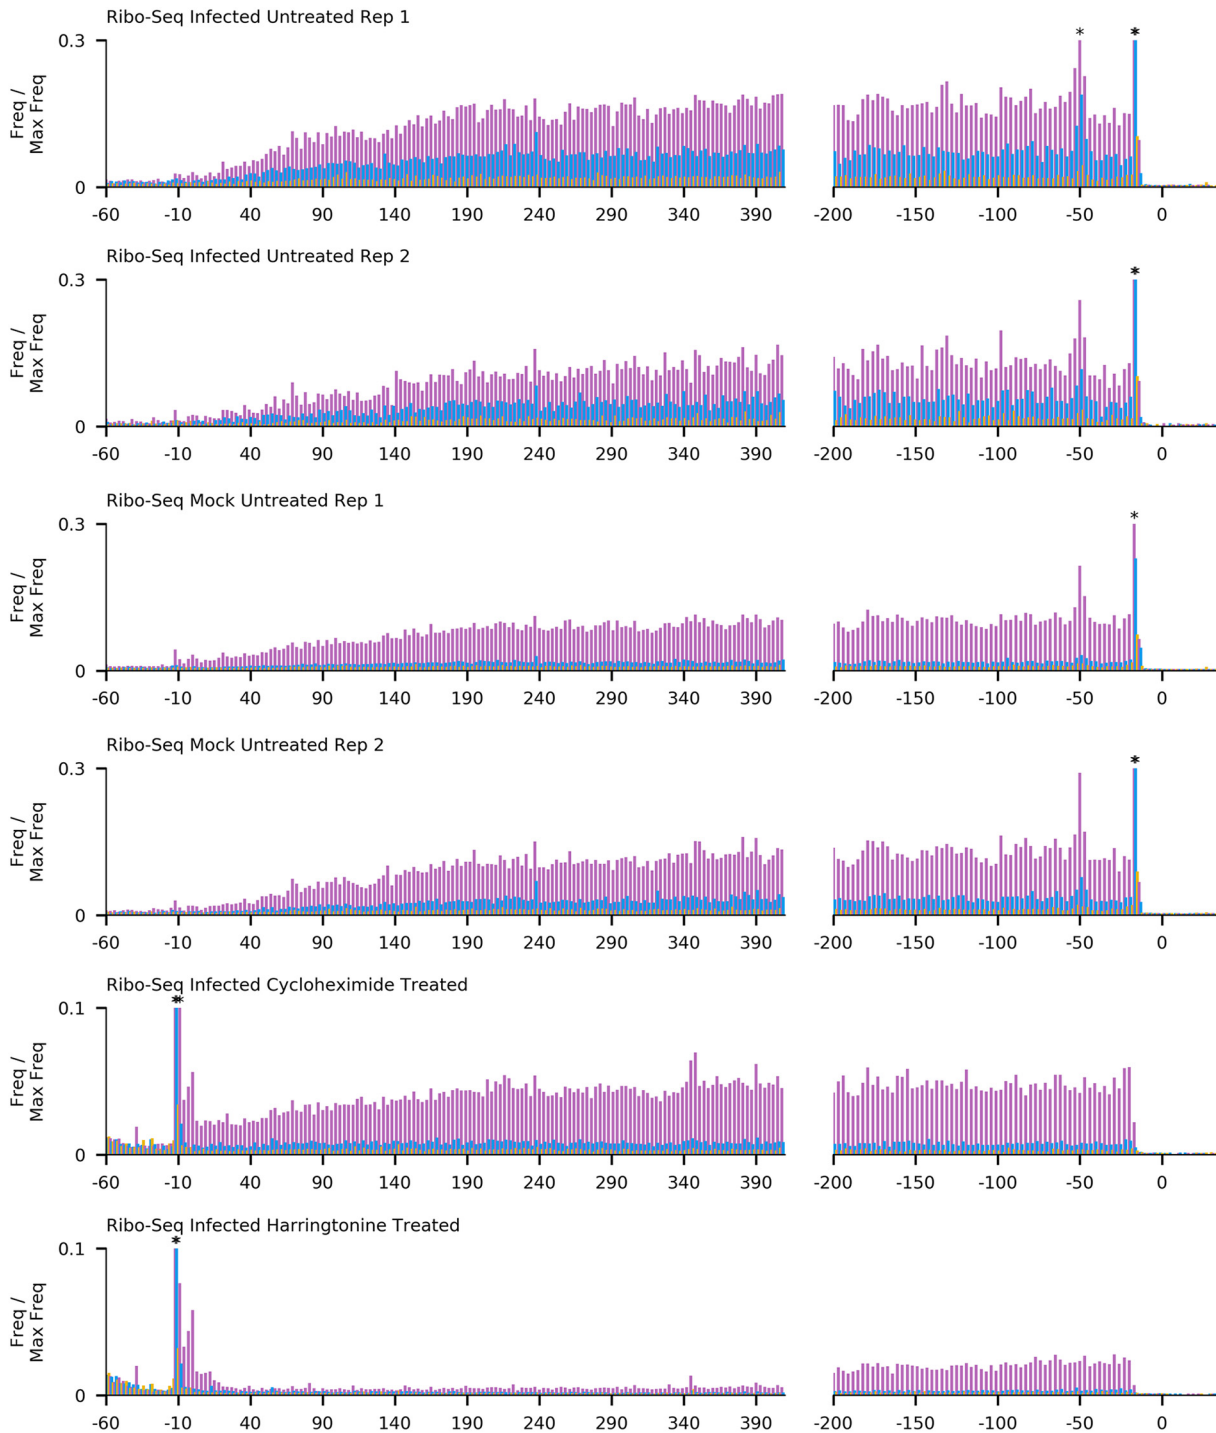 Ribo-Seq Infected Untreated Rep 1
* *
0.3
Freq /
Max Freq
0
-60 -10 40 90 140 190 240 290 340 390 -200 -150 -100 -50 0
Ribo-Seq Infected Untreated Rep 2
*
0.3
Freq /
Max Freq
0
-60 -10 40 90 140 190 240 290 340 390 -200 -150 -100 -50 0
Ribo-Seq Mock Untreated Rep 1
*
0.3
Freq /
Max Freq
0
-60 -10 40 90 140 190 240 290 340 390 -200 -150 -100 -50 0
Ribo-Seq Mock Untreated Rep 2
*
0.3
Freq /
Max Freq
0
-60 -10 40 90 140 190 240 290 340 390 -200 -150 -100 -50 0
Ribo-Seq Infected Cycloheximide Treated
**
0.1
Freq /
Max Freq
0
-60 -10 40 90 140 190 240 290 340 390 -200 -150 -100 -50 0
Ribo-Seq Infected Harringtonine Treated
*
0.1
Freq /
Max Freq
0
-60 -10 40 90 140 190 240 290 340 390 -200 -150 -100 -50 0